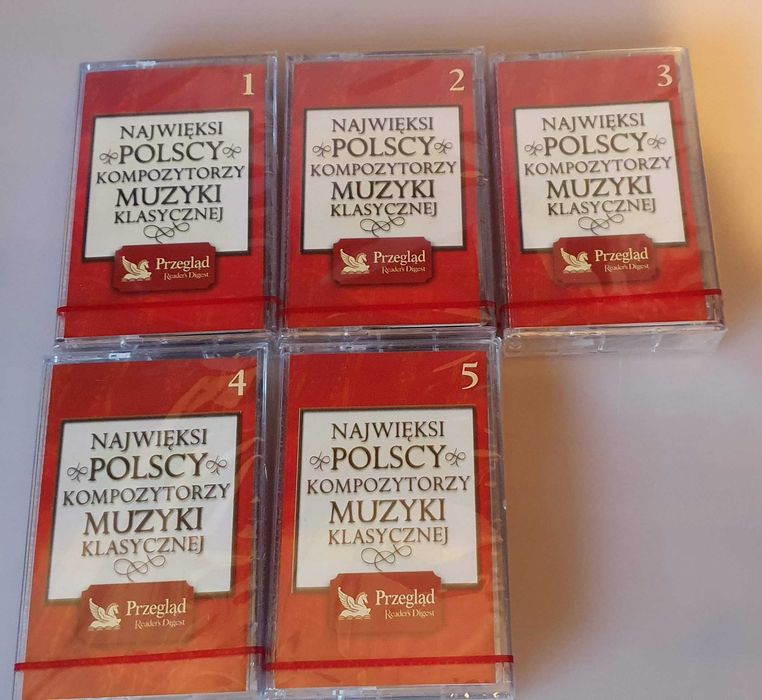 1
NAJWIĘKSI
POLSCY
KOMPOZYTORZY
MUZYKI
KLASYCZNEJ
Przegląd
Reader's Digest
2
NAJWIĘKSI
POLSCY
KOMPOZYTORZY
MUZYKI
KLASYCZNEJ
Przegląd
Reader's Digest
3
NAJWIĘKSI
POLSCY
KOMPOZYTORZY
MUZYKI
KLASYCZNEJ
Przegląd
Reader's Digest
4
NAJWIĘKSI
POLSCY
KOMPOZYTORZY
MUZYKI
KLASYCZNEJ
Przegląd
Reader's Digest
5
NAJWIĘKSI
POLSCY
KOMPOZYTORZY
MUZYKI
KLASYCZNEJ
Przegląd
Reader's Digest